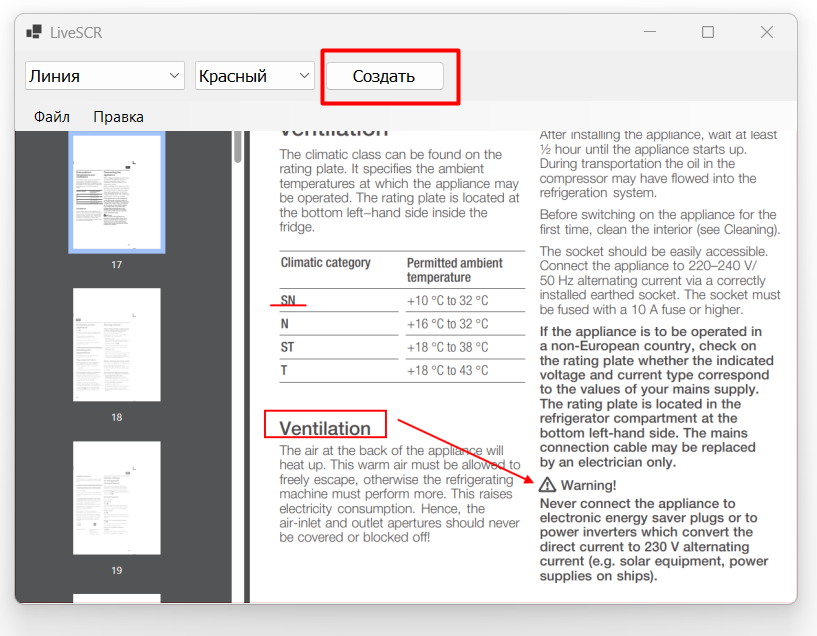 LiveSCR
Линия Красный Создать
Файл Правка
17
18
19
Ventilation
The climatic class can be found on the
rating plate. It specifies the ambient
temperatures at which the appliance may
be operated. The rating plate is located at
the bottom left–hand side inside the
fridge.
Climatic category Permitted ambient
temperature
SN +10 °C to 32 °C
N +16 °C to 32 °C
ST +18 °C to 38 °C
T +18 °C to 43 °C
Ventilation
The air at the back of the appliance will
heat up. This warm air must be allowed to
freely escape, otherwise the refrigerating
machine must perform more. This raises
electricity consumption. Hence, the
air-inlet and outlet apertures should never
be covered or blocked off!
After installing the appliance, wait at least
½ hour until the appliance starts up.
During transportation the oil in the
compressor may have flowed into the
refrigeration system.
Before switching on the appliance for the
first time, clean the interior (see Cleaning).
The socket should be easily accessible.
Connect the appliance to 220–240 V/
50 Hz alternating current via a correctly
installed earthed socket. The socket must
be fused with a 10 A fuse or higher.
If the appliance is to be operated in
a non-European country, check on
the rating plate whether the indicated
voltage and current type correspond
to the values of your mains supply.
The rating plate is located in the
refrigerator compartment at the
bottom left-hand side. The mains
connection cable may be replaced
by an electrician only.
Warning!
Never connect the appliance to
electronic energy saver plugs or to
power inverters which convert the
direct current to 230 V alternating
current (e.g. solar equipment, power
supplies on ships).